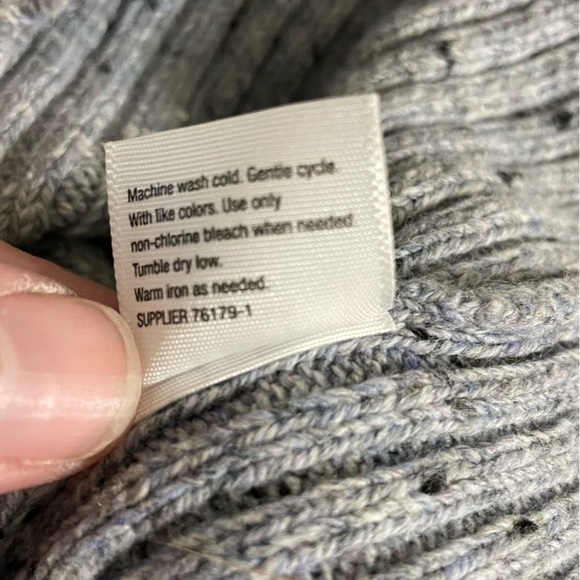 Machine wash cold. Gentle cycle.
With like colors. Use only
non-chlorine bleach when needed.
Tumble dry low.
Warm iron as needed.
SUPPLIER 76179-1